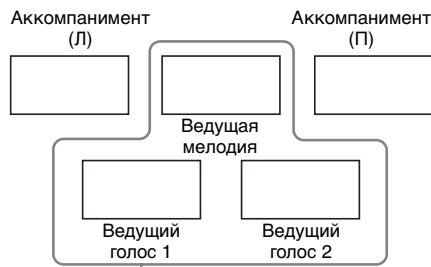 Аккомпанимент
(Л)
Аккомпанимент
(П)
Ведущая
мелодия
Ведущий
голос 1
Ведущий
голос 2